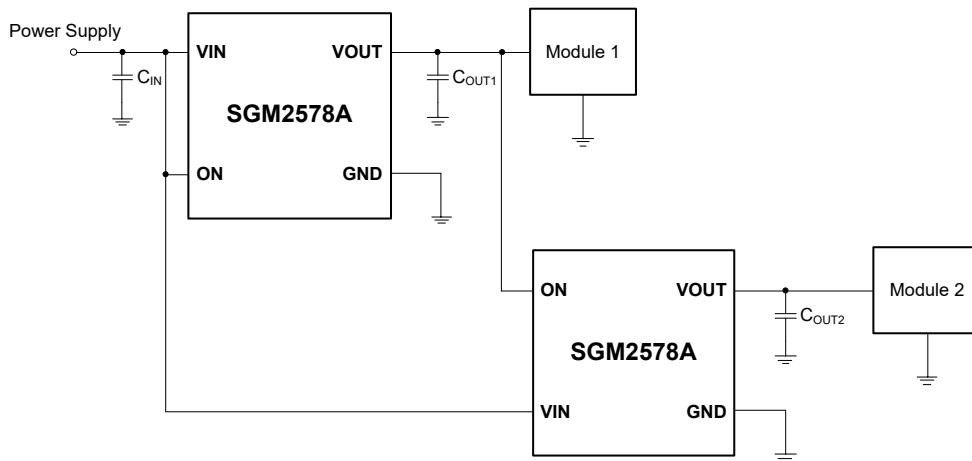 Power Supply
VIN
VOUT
Module 1
CIN
COUT1
SGM2578A
ON
GND
ON
VOUT
Module 2
COUT2
SGM2578A
VIN
GND